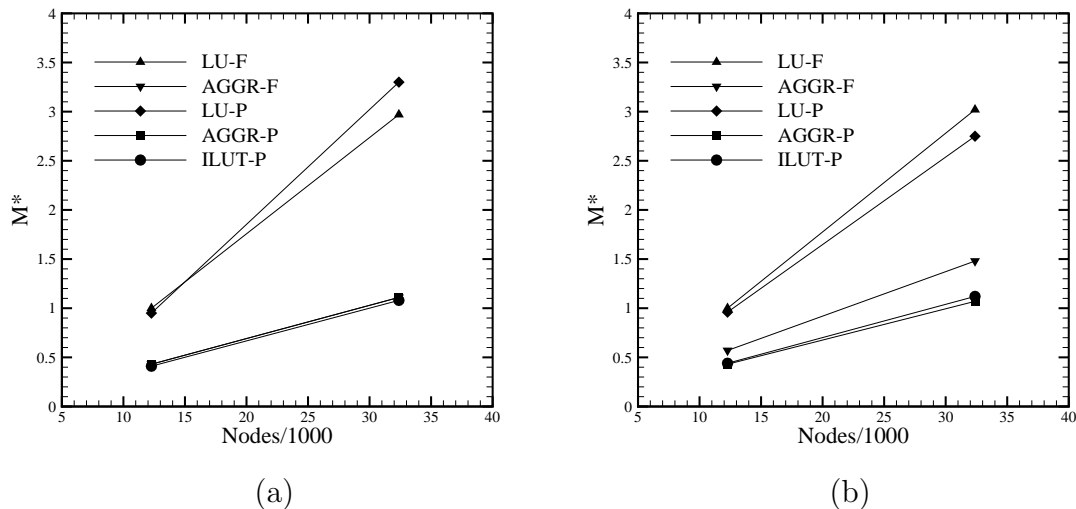 4
3.5
3
2.5
2
1.5
1
0.5
0
M*
LU-F
AGGR-F
LU-P
AGGR-P
ILUT-P
5 10 15 20 25 30 35 40
Nodes/1000
(a)
4
3.5
3
2.5
2
1.5
1
0.5
0
M*
LU-F
AGGR-F
LU-P
AGGR-P
ILUT-P
5 10 15 20 25 30 35 40
Nodes/1000
(b)